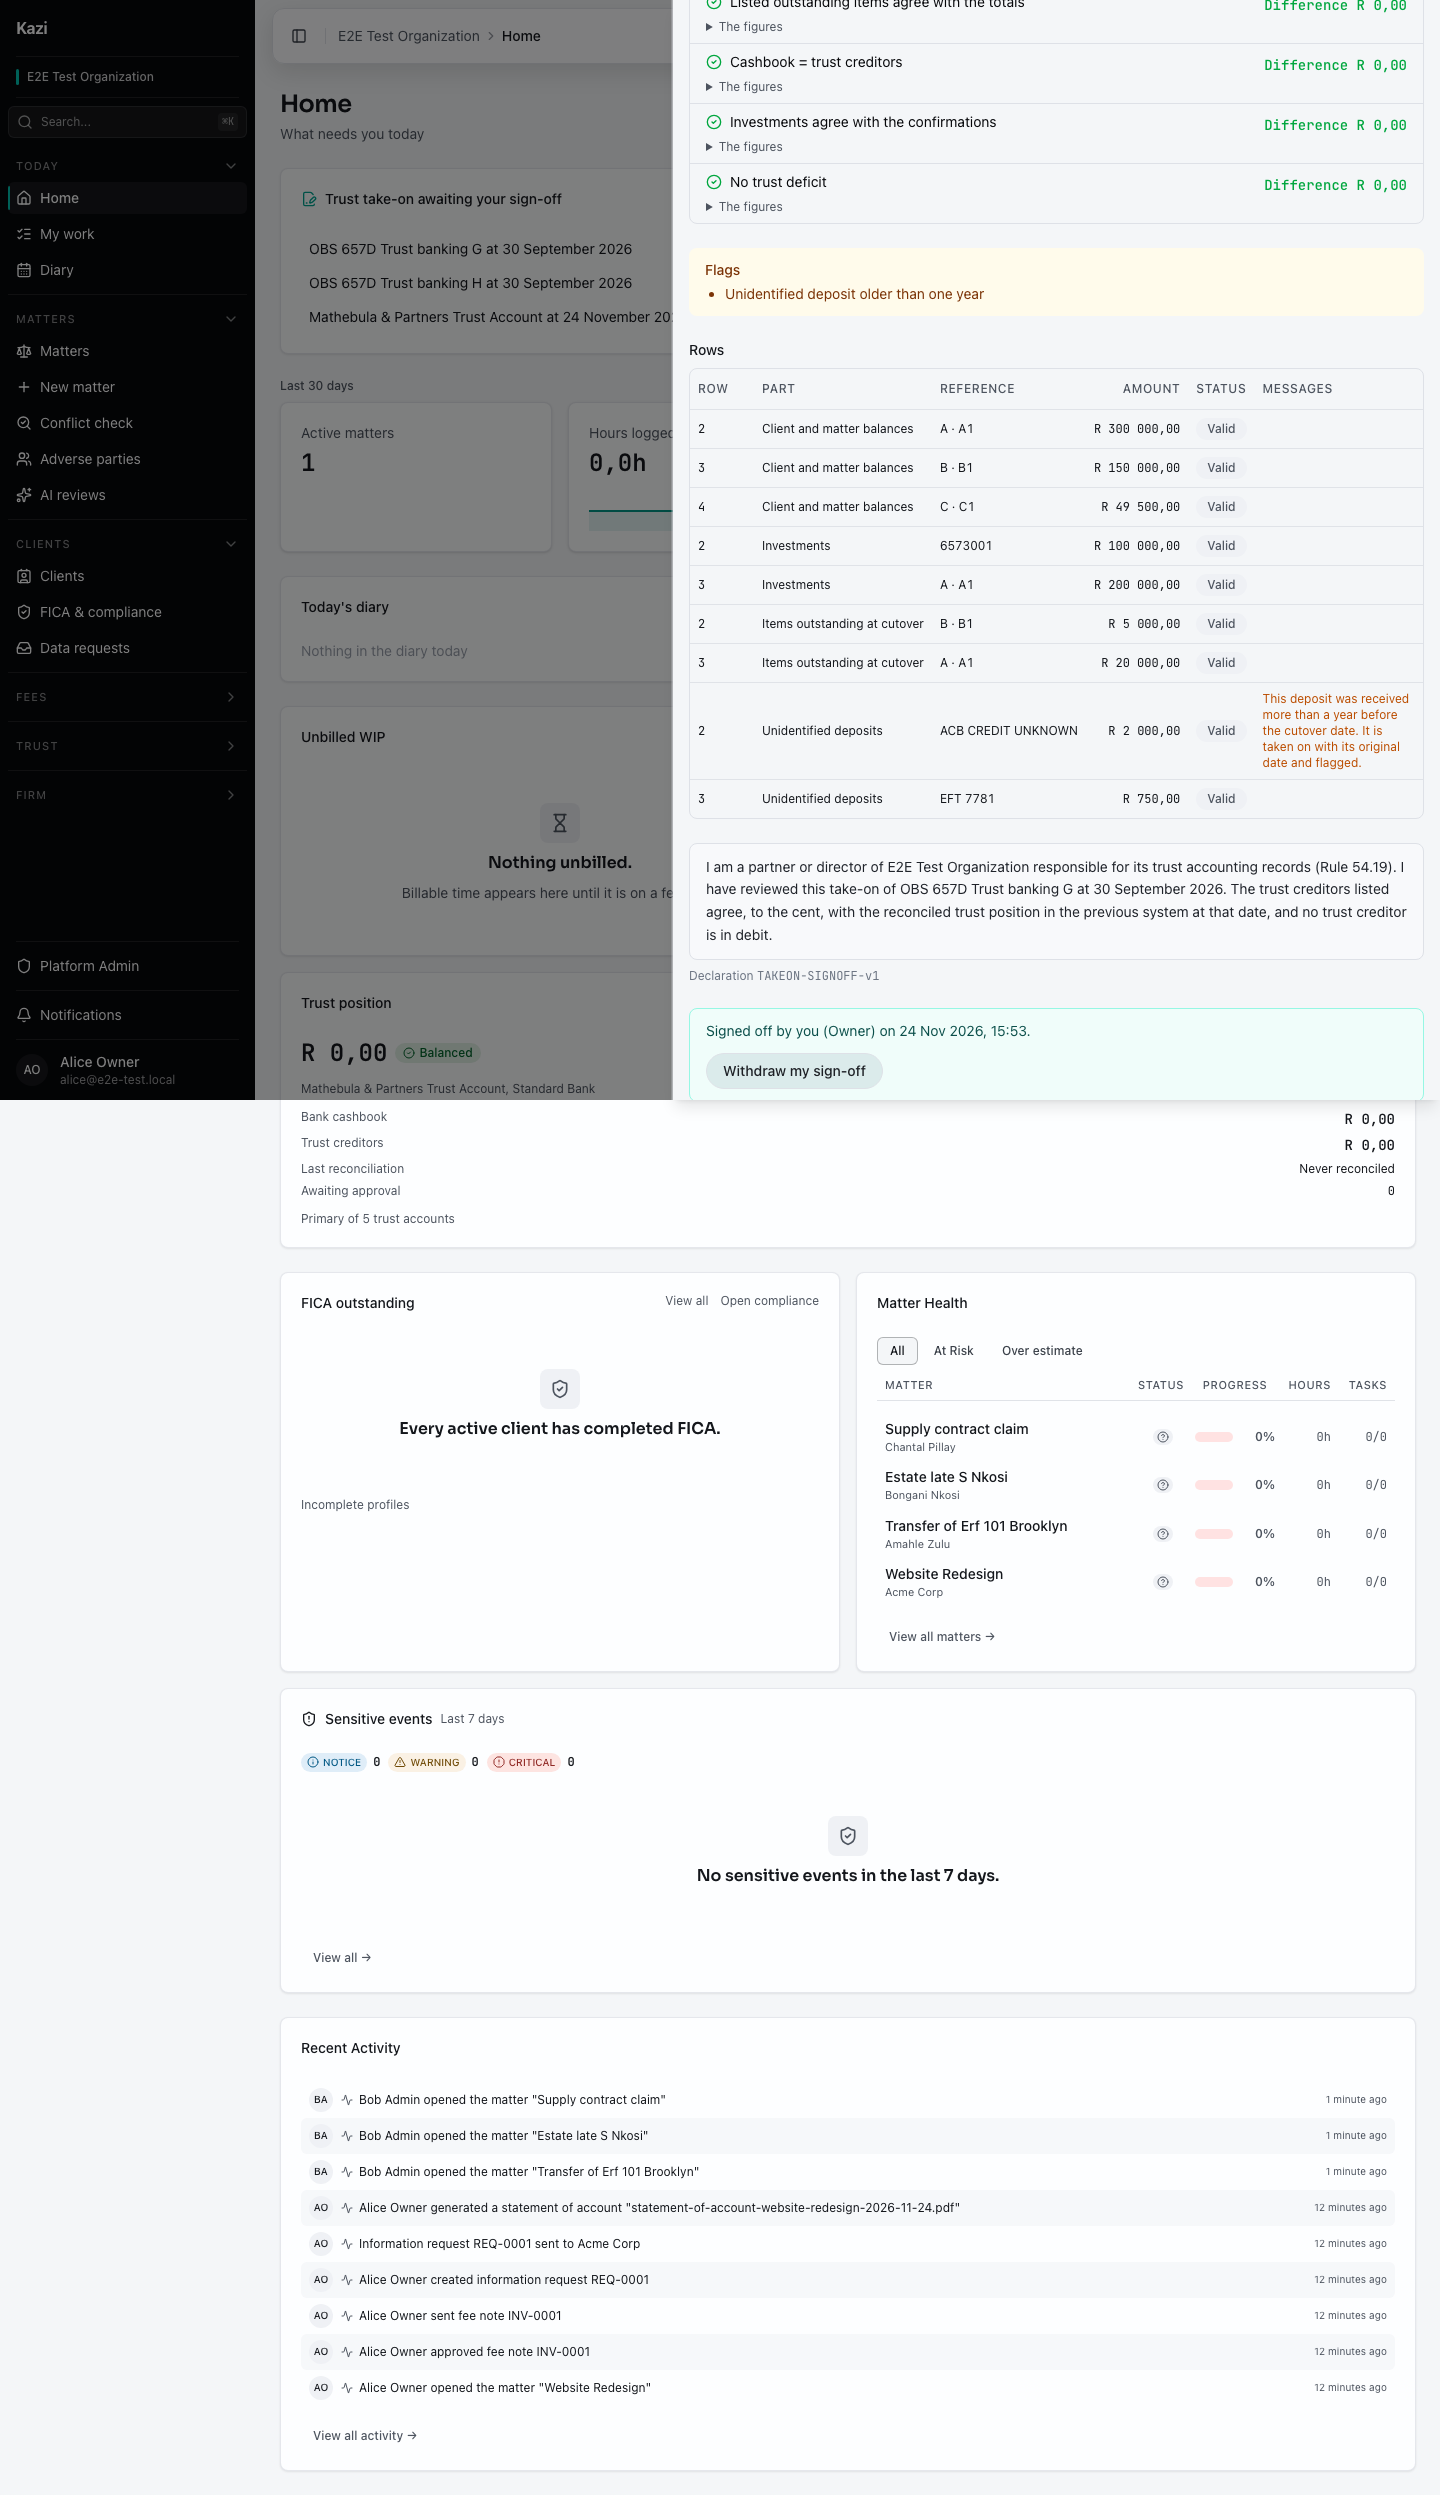 Kazi
E2E Test Organization
Search...
⌘K
TODAY
Home
My work
Diary
MATTERS
Matters
New matter
Conflict check
Adverse parties
AI reviews
CLIENTS
Clients
FICA & compliance
Data requests
FEES
TRUST
FIRM
Platform Admin
Notifications
AO
Alice Owner
alice@e2e-test.local
E2E Test Organization > Home
Home
What needs you today
Trust take-on awaiting your sign-off
OBS 657D Trust banking G at 30 September 2026
OBS 657D Trust banking H at 30 September 2026
Mathebula & Partners Trust Account at 24 November
Last 30 days
Active matters
1
Hours logged
0,0h
Today's diary
Nothing in the diary today
Unbilled WIP
Nothing unbilled.
Billable time appears here until it is on a
Trust position
R 0,00 Balanced
Mathebula & Partners Trust Account, Standard Bank
Bank cashbook R 0,00
Trust creditors R 0,00
Last reconciliation Never reconciled
Awaiting approval 0
Primary of 5 trust accounts
Listed outstanding items agree with the totals Difference R 0,00
The figures
Cashbook = trust creditors Difference R 0,00
The figures
Investments agree with the confirmations Difference R 0,00
The figures
No trust deficit Difference R 0,00
The figures
Flags
• Unidentified deposit older than one year
Rows
ROW PART REFERENCE AMOUNT STATUS MESSAGES
2 Client and matter balances A · A1 R 300 000,00 Valid
3 Client and matter balances B · B1 R 150 000,00 Valid
4 Client and matter balances C · C1 R 49 500,00 Valid
2 Investments 6573001 R 100 000,00 Valid
3 Investments A · A1 R 200 000,00 Valid
2 Items outstanding at cutover B · B1 R 5 000,00 Valid
3 Items outstanding at cutover A · A1 R 20 000,00 Valid
2 Unidentified deposits ACB CREDIT UNKNOWN R 2 000,00 Valid
This deposit was received
more than a year before
the cutover date. It is
taken on with its original
date and flagged.
3 Unidentified deposits EFT 7781 R 750,00 Valid
I am a partner or director of E2E Test Organization responsible for its trust accounting records (Rule 54.19). I
have reviewed this take-on of OBS 657D Trust banking G at 30 September 2026. The trust creditors listed
agree, to the cent, with the reconciled trust position in the previous system at that date, and no trust creditor
is in debit.
Declaration TAKEON-SIGNOFF-v1
Signed off by you (Owner) on 24 Nov 2026, 15:53.
Withdraw my sign-off
FICA outstanding
View all Open compliance
Every active client has completed FICA.
Incomplete profiles
Matter Health
All At Risk Over estimate
MATTER STATUS PROGRESS HOURS TASKS
Supply contract claim
Chantal Pillay
0% 0h 0/0
Estate late S Nkosi
Bongani Nkosi
0% 0h 0/0
Transfer of Erf 101 Brooklyn
Amahle Zulu
0% 0h 0/0
Website Redesign
Acme Corp
0% 0h 0/0
View all matters →
Sensitive events Last 7 days
NOTICE 0 WARNING 0 CRITICAL 0
No sensitive events in the last 7 days.
View all →
Recent Activity
BA Bob Admin opened the matter "Supply contract claim" 1 minute ago
BA Bob Admin opened the matter "Estate late S Nkosi" 1 minute ago
BA Bob Admin opened the matter "Transfer of Erf 101 Brooklyn" 1 minute ago
AO Alice Owner generated a statement of account "statement-of-account-website-redesign-2026-11-24.pdf" 12 minutes ago
AO Information request REQ-0001 sent to Acme Corp 12 minutes ago
AO Alice Owner created information request REQ-0001 12 minutes ago
AO Alice Owner sent fee note INV-0001 12 minutes ago
AO Alice Owner approved fee note INV-0001 12 minutes ago
AO Alice Owner opened the matter "Website Redesign" 12 minutes ago
View all activity →